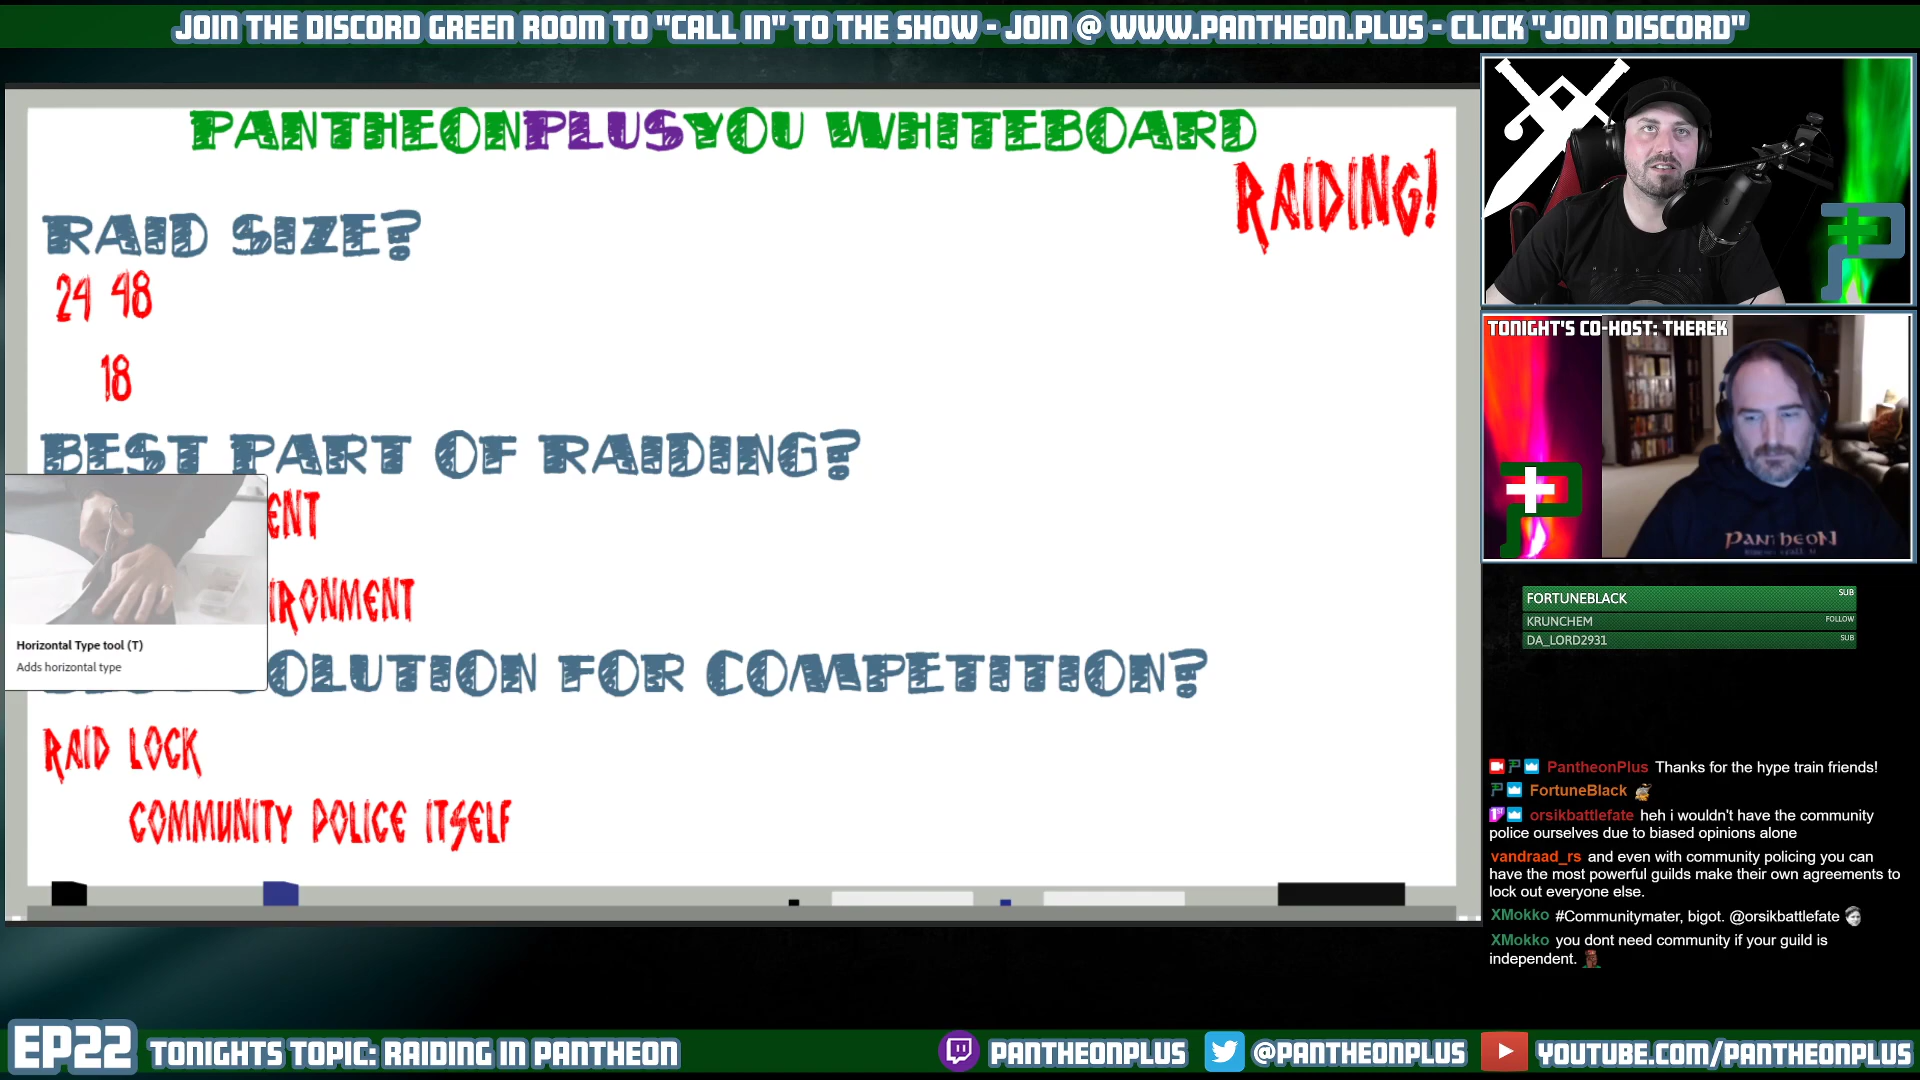 JOIN THE DISCORD GREEN ROOM TO "CALL IN" TO THE SHOW - JOIN @ WWW.PANTHEON.PLUS - CLICK "JOIN DISCORD"
PANTHEONPLUSYOU WHITEBOARD
RAIDING!
RAID SIZE?
24 48
18
BEST PART OF RAIDING?
ENT
IRONMENT
Horizontal Type tool (T)
Adds horizontal type
OLUTION FOR COMPETITION?
RAID LOCK
COMMUNITY POLICE ITSELF
TONIGHT'S CO-HOST: THEREK
PANTHEON
FORTUNEBLACK SUB
KRUNCHEM FOLLOW
DA_LORD2931 SUB
PantheonPlus Thanks for the hype train friends!
FortuneBlack
orsikbattlefate heh i wouldn't have the community
police ourselves due to biased opinions alone
vandraad_rs and even with community policing you can
have the most powerful guilds make their own agreements to
lock out everyone else.
XMokko #Communitymater, bigot. @orsikbattlefate
XMokko you dont need community if your guild is
independent.
EP22 TONIGHTS TOPIC: RAIDING IN PANTHEON
PANTHEONPLUS
@PANTHEONPLUS
YOUTUBE.COM/PANTHEONPLUS